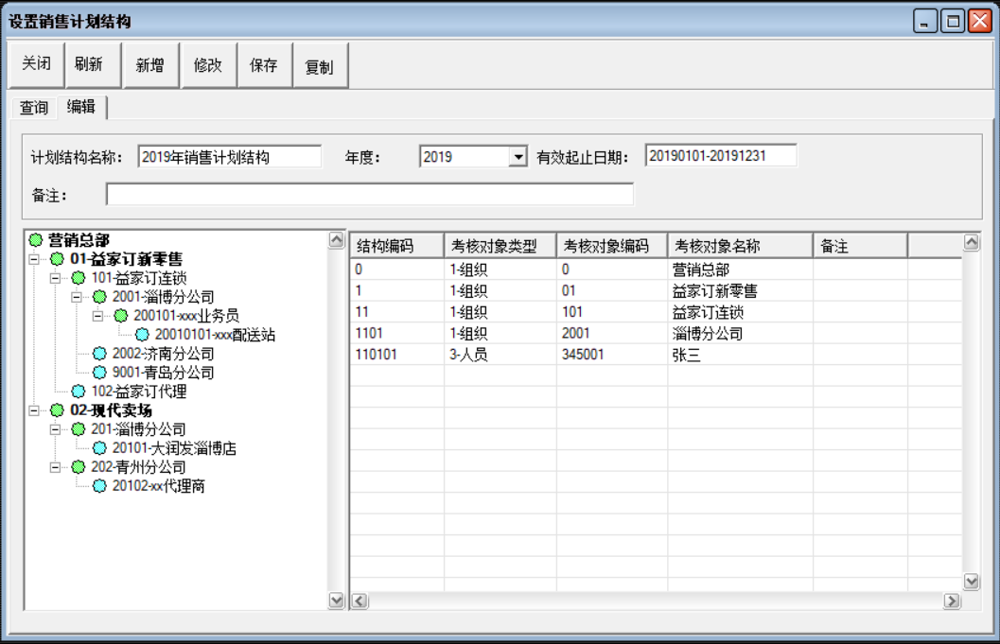 设置销售计划结构
关闭 刷新 新增 修改 保存 复制
查询 编辑
计划结构名称: 2019年销售计划结构 年度: 2019 有效起止日期: 20190101-20191231
备注:
营销总部
01-益家订新零售
101-益家订连锁
2001-淄博分公司
200101-xxx业务员
20010101-xxx配送站
2002-济南分公司
9001-青岛分公司
102-益家订代理
02-现代卖场
201-淄博分公司
20101-大润发淄博店
202-青州分公司
20102-xx代理商
结构编码 考核对象类型 考核对象编码 考核对象名称 备注
0 1-组织 0 营销总部
1 1-组织 01 益家订新零售
11 1-组织 101 益家订连锁
1101 1-组织 2001 淄博分公司
110101 3-人员 345001 张三